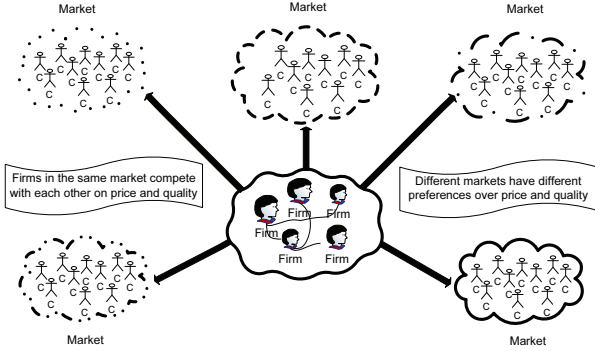 Market
Market
Market
C C C C
C C
C
C C C C
C C
C
C C C C
C C
C
Firms in the same market compete
with each other on price and quality
Different markets have different
preferences over price and quality
Firm
Firm
Firm
Firm
Firm
C C C C
C C
C
C C C C
C C
C
Market
Market